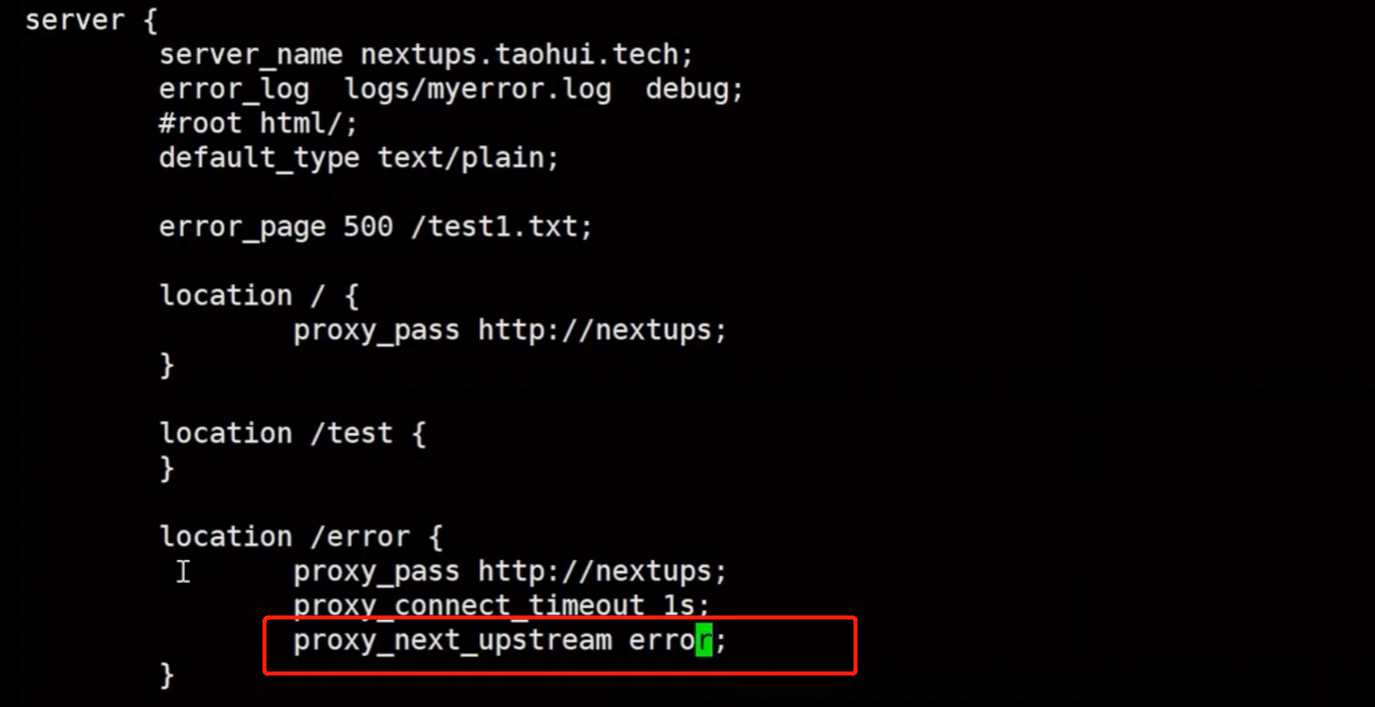 server {
server_name nextups.taohui.tech;
error_log  logs/myerror.log  debug;
#root html/;
default_type text/plain;
error_page 500 /test1.txt;
location / {
proxy_pass http://nextups;
}
location /test {
}
location /error {
proxy_pass http://nextups;
proxy_connect_timeout 1s;
proxy_next_upstream error;
}